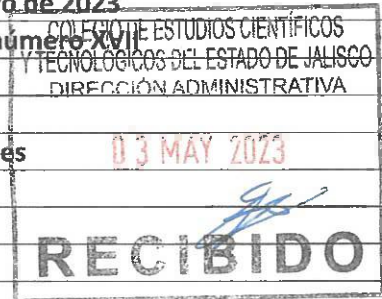 o de 2023
número XVII
COLEGIO DE ESTUDIOS CIENTÍFICOS
Y TECNOLÓGICOS DEL ESTADO DE JALISCO
DIRECCIÓN ADMINISTRATIVA
es
03 MAY 2023
RECIBIDO